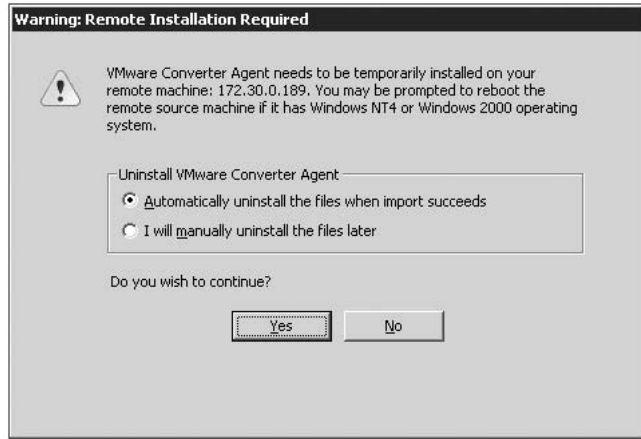 Warning: Remote Installation Required
VMware Converter Agent needs to be temporarily installed on your
remote machine: 172.30.0.189. You may be prompted to reboot the
remote source machine if it has Windows NT4 or Windows 2000 operating
system.
Uninstall VMware Converter Agent
Automatically uninstall the files when import succeeds
I will manually uninstall the files later
Do you wish to continue?
Yes
No